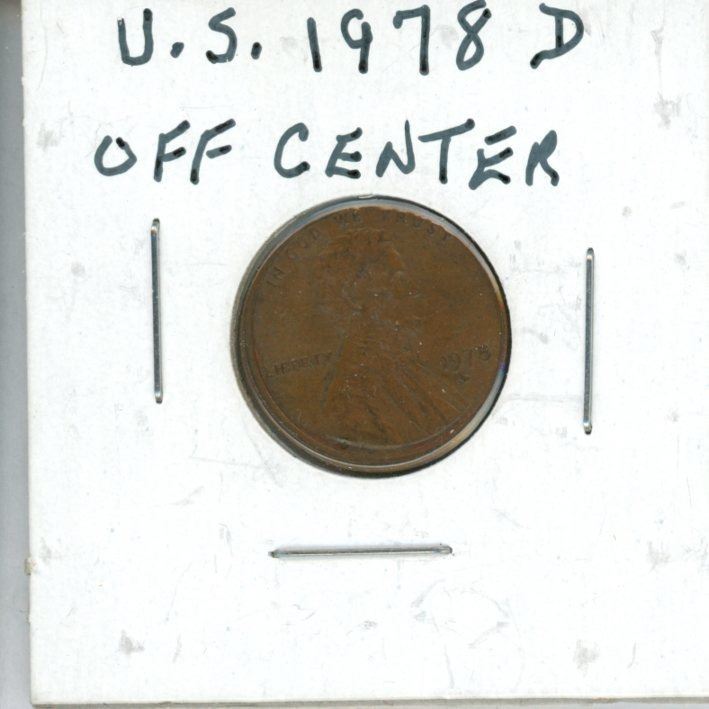 U.S. 1978 D
OFF CENTER
IN GOD WE TRUST
LIBERTY
1978
D